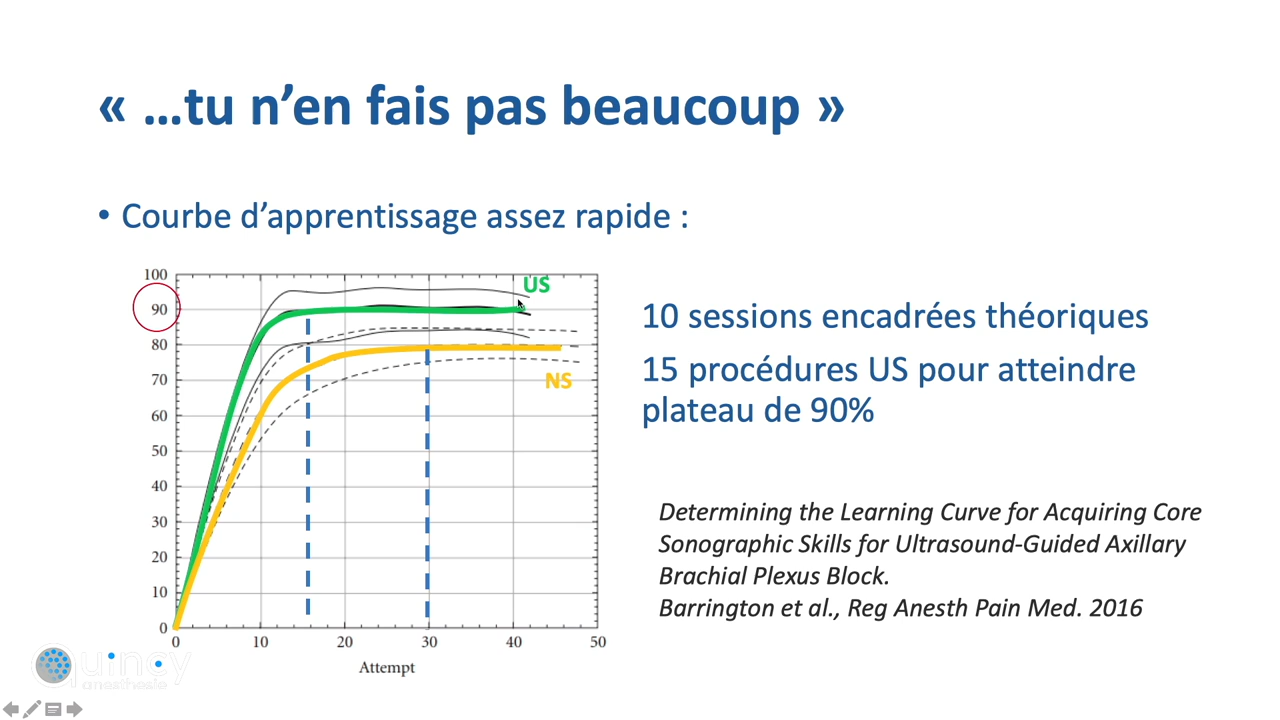 « …tu n’en fais pas beaucoup »
• Courbe d’apprentissage assez rapide :
100
90
80
70
60
50
40
30
20
10
0
0 10 20 30 40 50
Attempt
US
NS
10 sessions encadrées théoriques
15 procédures US pour atteindre
plateau de 90%
Determining the Learning Curve for Acquiring Core
Sonographic Skills for Ultrasound-Guided Axillary
Brachial Plexus Block.
Barrington et al., Reg Anesth Pain Med. 2016
Quincy
anesthesie